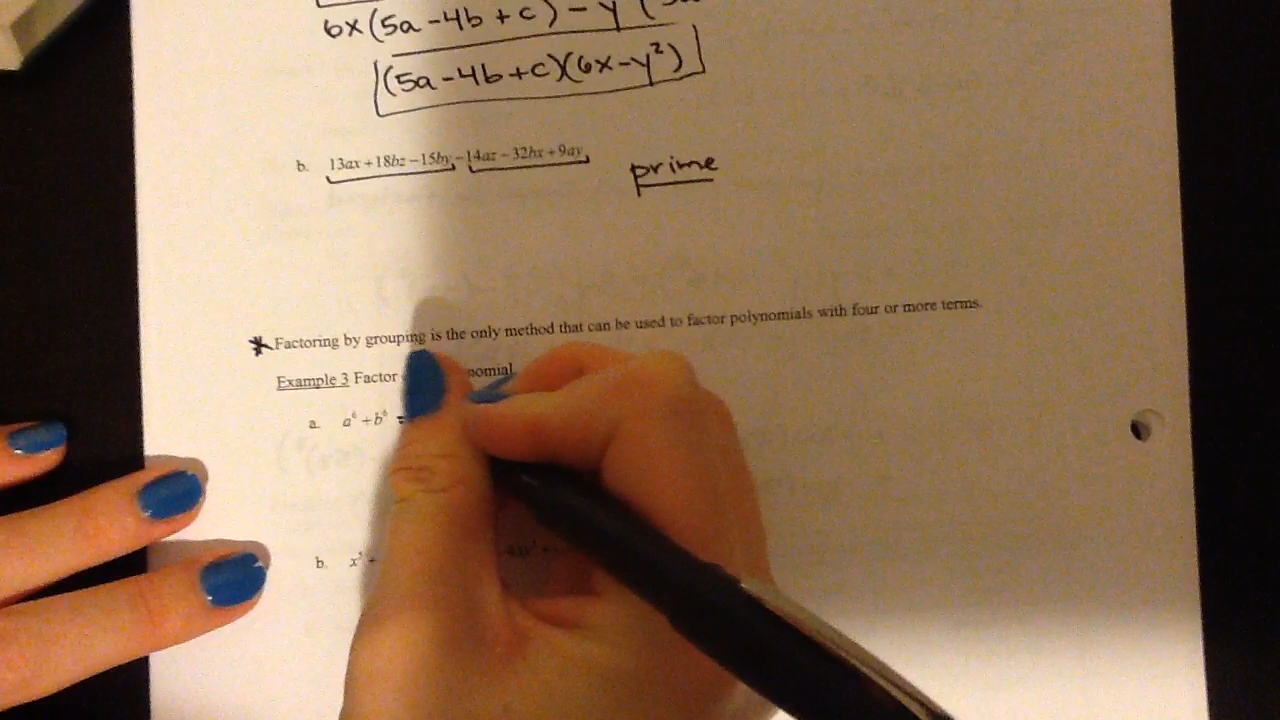 6x(5a-4b+c)-y
(5a-4b+c)(6x-y²)
b. 13ax+18bz-15by-14az-32bx+9ay prime
* Factoring by grouping is the only method that can be used to factor polynomials with four or more terms.
Example 3 Factor
a. a⁶+b⁶ =
b. x³